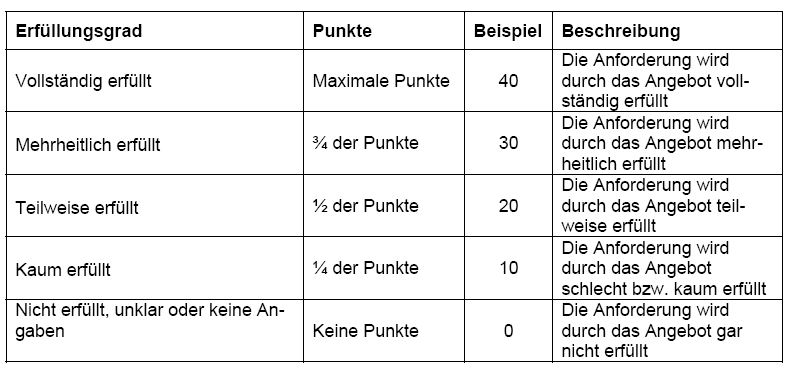 Erfüllungsgrad Punkte Beispiel Beschreibung
Die Anforderung wird
Vollständig erfüllt Maximale Punkte 40 durch das Angebot voll-
ständig erfüllt
Die Anforderung wird
Mehrheitlich erfüllt ¾ der Punkte 30 durch das Angebot mehr-
heitlich erfüllt
Die Anforderung wird
Teilweise erfüllt ½ der Punkte 20 durch das Angebot teil-
weise erfüllt
Die Anforderung wird
Kaum erfüllt ¼ der Punkte 10 durch das Angebot
schlecht bzw. kaum erfüllt
Nicht erfüllt, unklar oder keine An- Die Anforderung wird
gaben Keine Punkte 0 durch das Angebot gar
nicht erfüllt